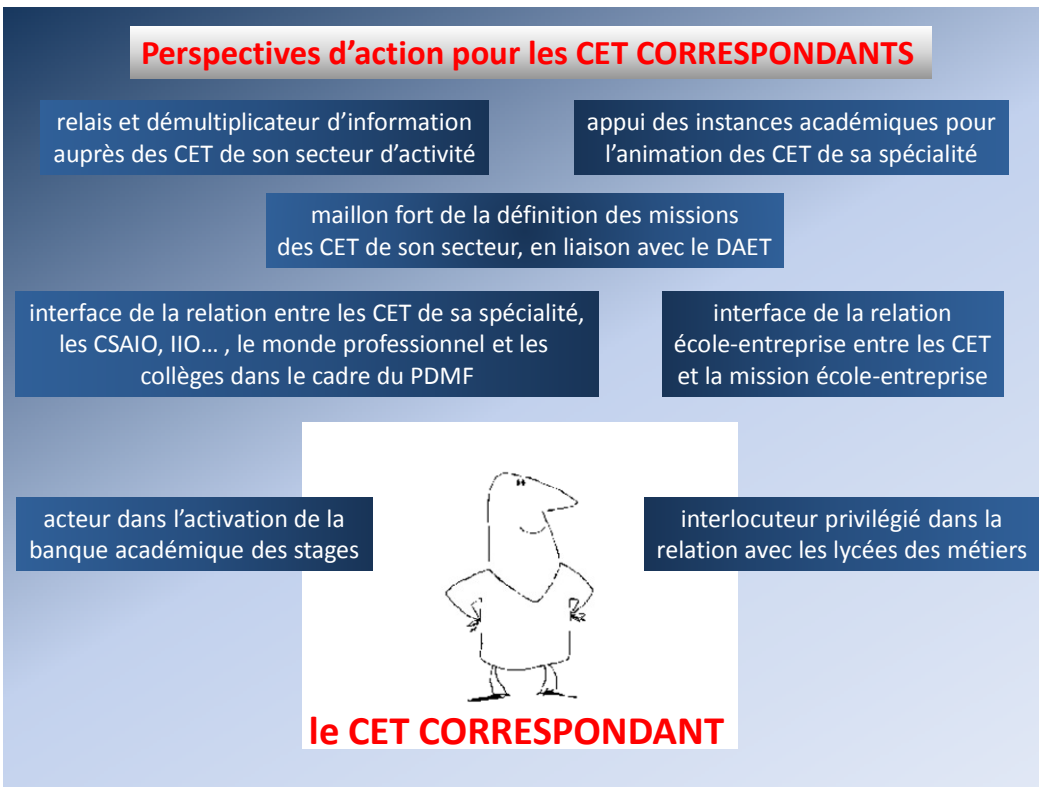 Perspectives d’action pour les CET CORRESPONDANTS
relais et démultiplicateur d’information
auprès des CET de son secteur d’activité
appui des instances académiques pour
l’animation des CET de sa spécialité
maillon fort de la définition des missions
des CET de son secteur, en liaison avec le DAET
interface de la relation entre les CET de sa spécialité,
les CSAIO, IIO… , le monde professionnel et les
collèges dans le cadre du PDMF
interface de la relation
école-entreprise entre les CET
et la mission école-entreprise
acteur dans l’activation de la
banque académique des stages
interlocuteur privilégié dans la
relation avec les lycées des métiers
le CET CORRESPONDANT